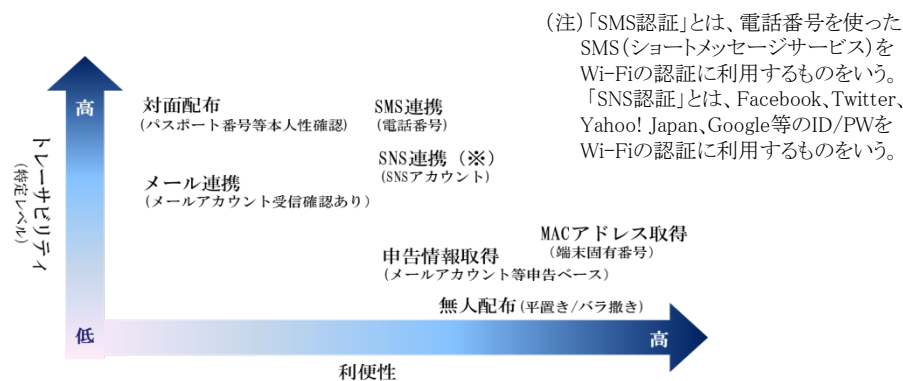 (注)「SMS認証」とは、電話番号を使った
SMS(ショートメッセージサービス)を
Wi-Fiの認証に利用するものをいう。
「SNS認証」とは、Facebook、Twitter、
Yahoo! Japan、Google等のID/PWを
Wi-Fiの認証に利用するものをいう。
高
トレーサビリティ
(特定レベル)
対面配布
(パスポート番号等本人性確認)
SMS連携
(電話番号)
SNS連携(※)
(SNSアカウント)
メール連携
(メールアカウント受信確認あり)
MACアドレス取得
(端末固有番号)
申告情報取得
(メールアカウント等申告ベース)
無人配布(平置き/バラ撒き)
低
高
利便性